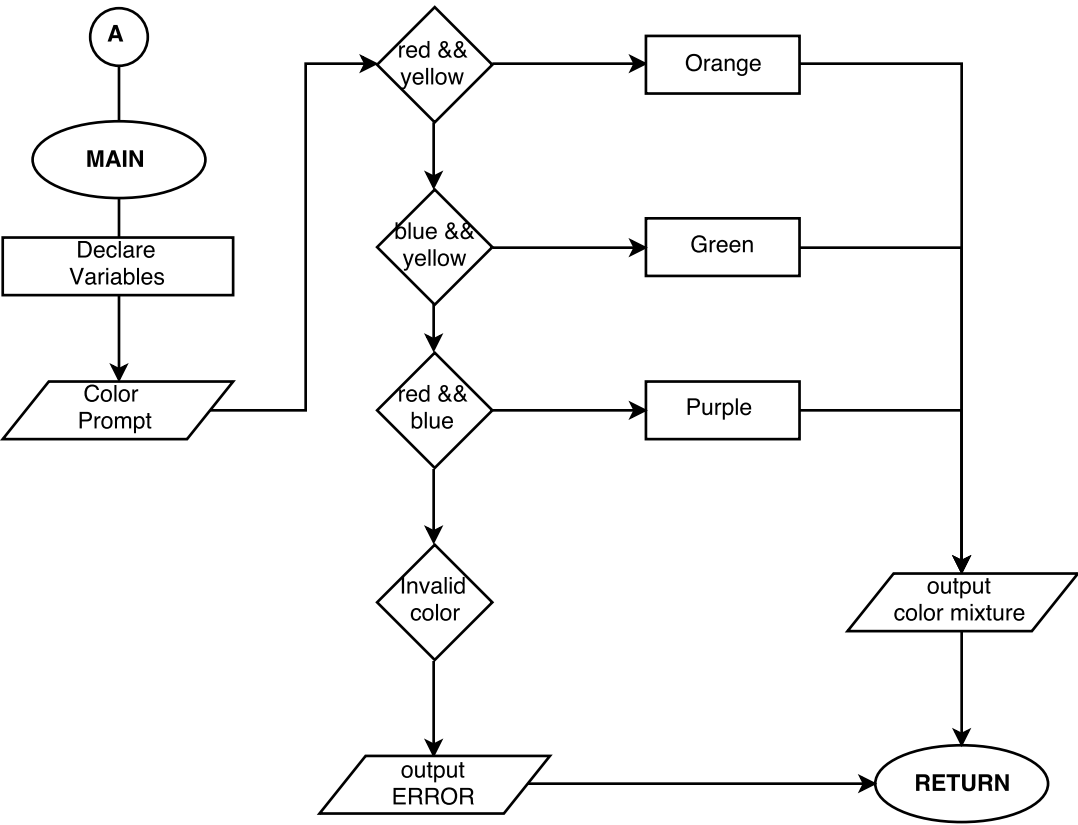 A
MAIN
Declare
Variables
Color
Prompt
red &&
yellow
Orange
blue &&
yellow
Green
red &&
blue
Purple
Invalid
color
output
color mixture
output
ERROR
RETURN